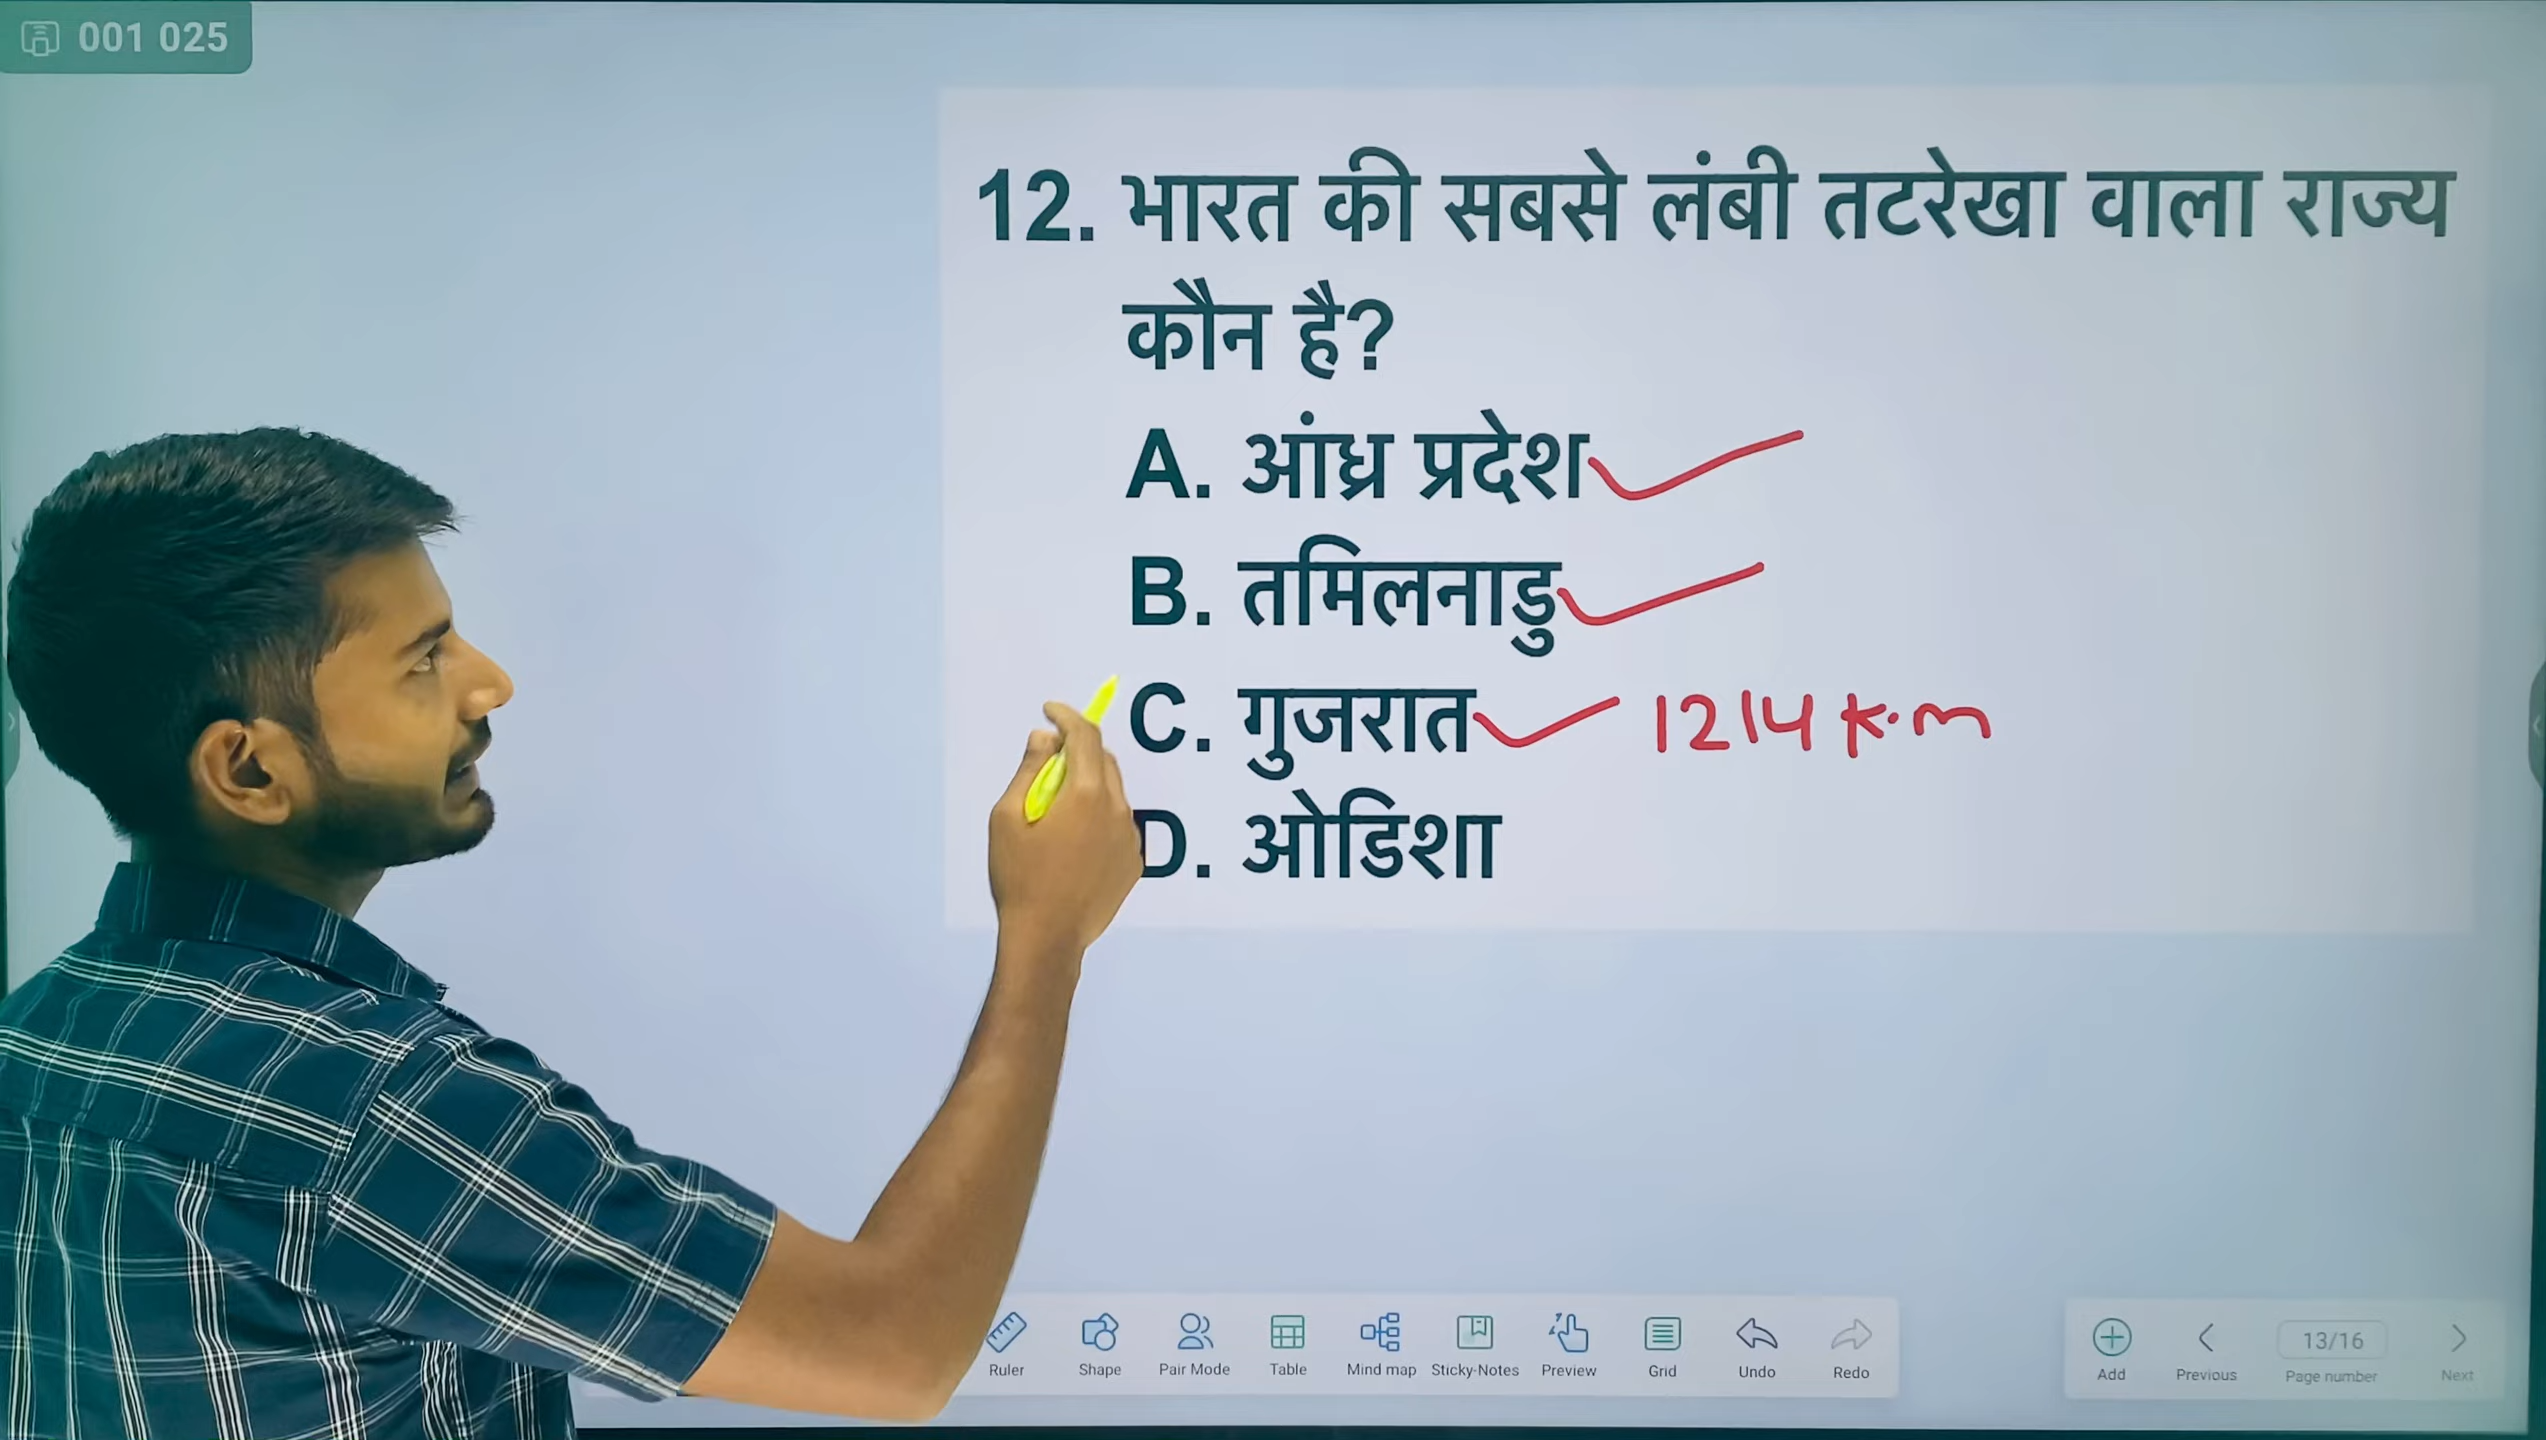 001 025
12. भारत की सबसे लंबी तटरेखा वाला राज्य
कौन है?
A. आंध्र प्रदेश
B. तमिलनाडु
C. गुजरात 1214 k.m
D. ओडिशा
Ruler Shape Pair Mode Table Mind map Sticky-Notes Preview Grid Undo Redo
Add Previous 13/16 Page number Next